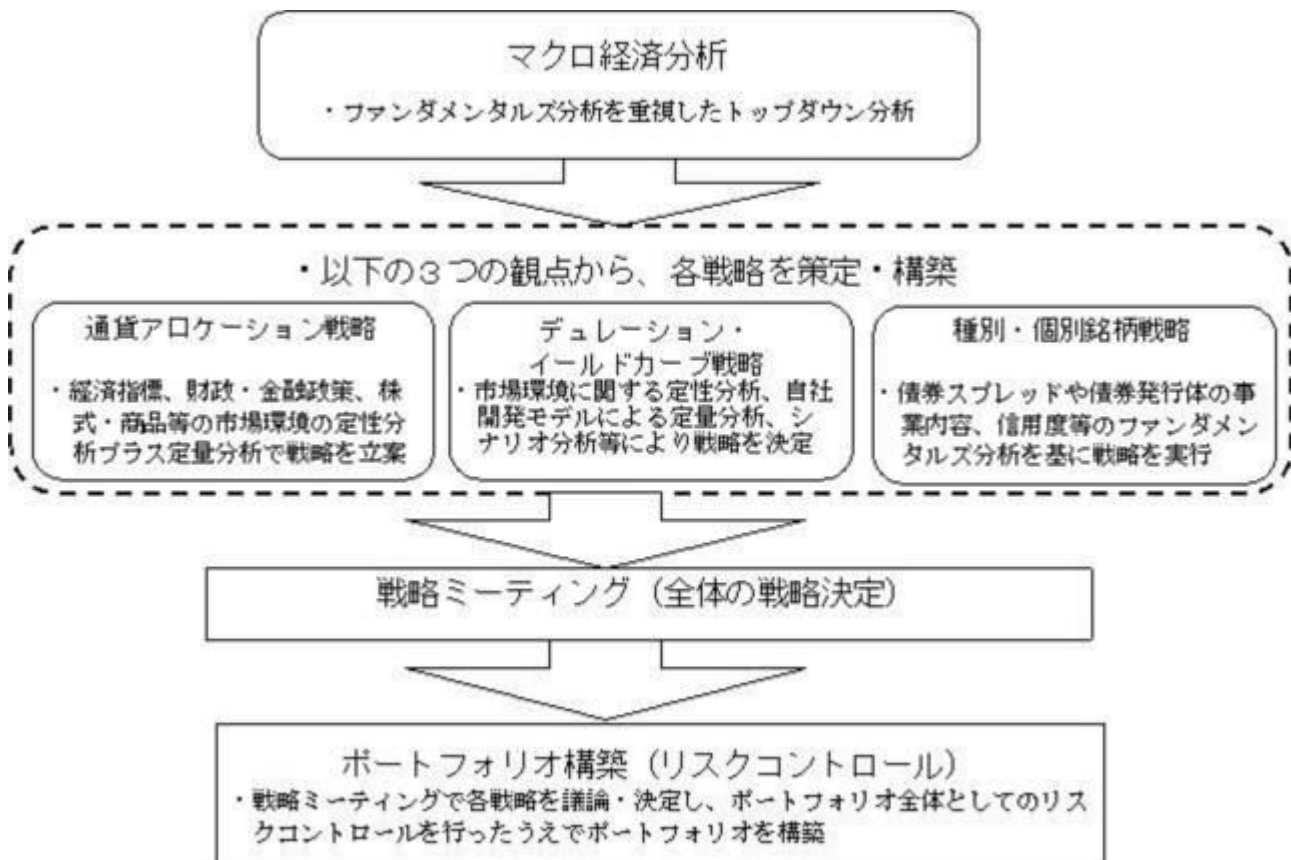 マクロ経済分析
・ファンダメンタルズ分析を重視したトップダウン分析
・以下の３つの観点から、各戦略を策定・構築
通貨アロケーション戦略
・経済指標、財政・金融政策、株
式・商品等の市場環境の定性分
析プラス定量分析で戦略を立案
デュレーション・
イールドカーブ戦略
・市場環境に関する定性分析、自社
開発モデルによる定量分析、シ
ナリオ分析等により戦略を決定
種別・個別銘柄戦略
・債券スプレッドや債券発行体の事
業内容、信用度等のファンダメン
タルズ分析を基に戦略を実行
戦略ミーティング（全体の戦略決定）
ポートフォリオ構築（リスクコントロール）
・戦略ミーティングで各戦略を議論・決定し、ポートフォリオ全体としてのリス
クコントロールを行ったうえでポートフォリオを構築